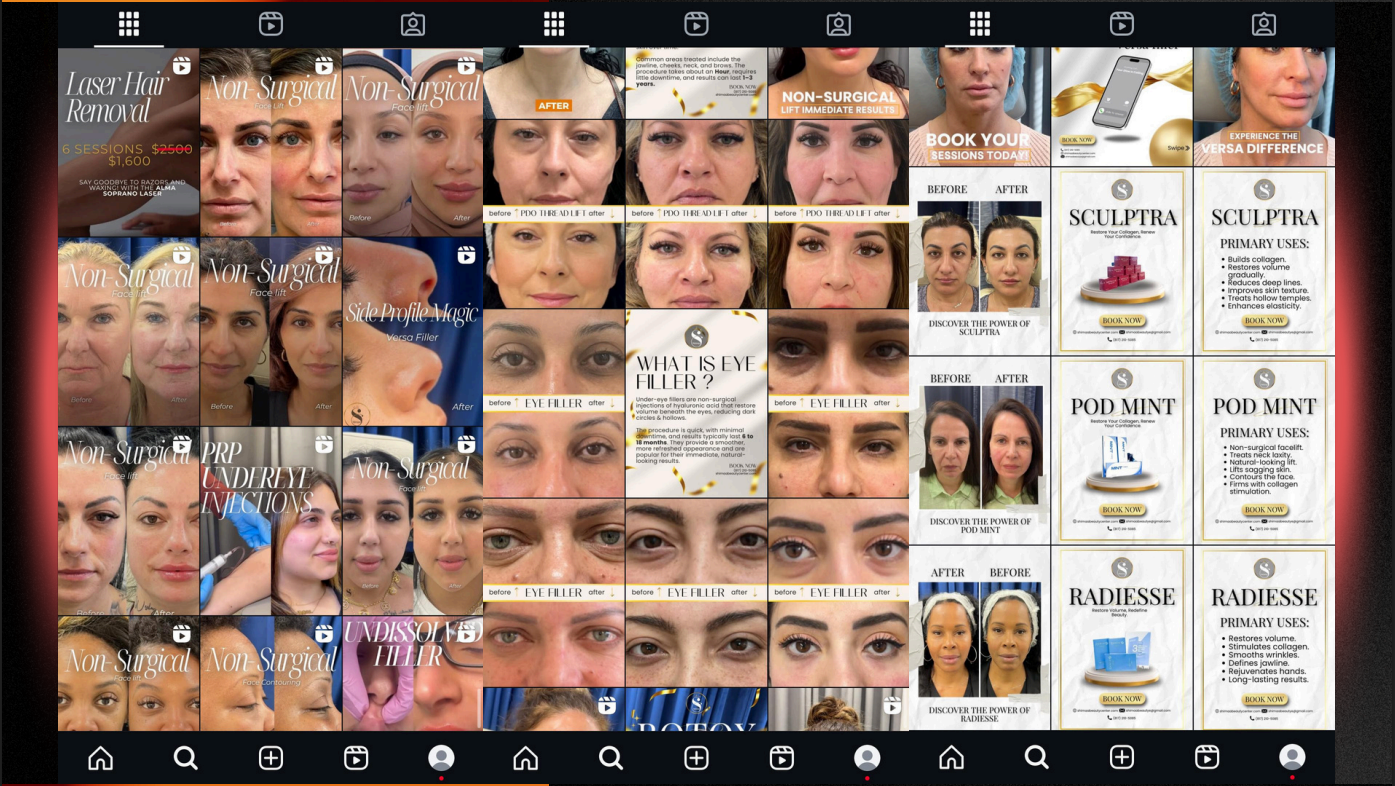 Laser Hair
Removal
6 SESSIONS $2500
$1,600
SAY GOODBYE TO RAZORS AND
WAXING! WITH THE ALMA
SOPRANO LASER
Non-Surgical
Face Lift
Non-Surgical
Face lift
Before
After
Non-Surgical
Face lift
Before
After
Non-Surgical
Face lift
Before
After
Side Profile Magic
Versa Filler
After
Non-Surgical
Face lift
Before
After
PRP
UNDEREYE
INJECTIONS
Non-Surgical
Face lift
Before
After
Non-Surgical
Face lift
Non-Surgical
Face Contouring
UNDISSOLVED
FILLER
AFTER
Common areas treated include the
jawline, cheeks, neck, and brows. The
procedure takes about an Hour, requires
little downtime, and results can last 1-3
years.
BOOK NOW
NON-SURGICAL
LIFT IMMEDIATE RESULTS
before ↑ PDO THREAD LIFT after ↓
before ↑ PDO THREAD LIFT after ↓
before ↑ PDO THREAD LIFT after ↓
before ↑ EYE FILLER after ↓
S
WHAT IS EYE
FILLER ?
Under-eye fillers are non-surgical
injections of hyaluronic acid that restore
volume beneath the eyes, reducing dark
circles & hollows.
The procedure is quick, with minimal
downtime, and results typically last 6 to
18 months. They provide a smoother,
more refreshed appearance and are
popular for their immediate, natural-
looking results.
BOOK NOW
before ↑ EYE FILLER after ↓
before ↑ EYE FILLER after ↓
before ↑ EYE FILLER after ↓
before ↑ EYE FILLER after ↓
BOTOX
BOOK YOUR
SESSIONS TODAY!
BOOK NOW
Swipe
EXPERIENCE THE
VERSA DIFFERENCE
BEFORE AFTER
DISCOVER THE POWER OF
SCULPTRA
S
SCULPTRA
Restore Your Collagen, Renew
Your Confidence.
BOOK NOW
S
SCULPTRA
PRIMARY USES:
• Builds collagen.
• Restores volume
gradually.
• Reduces deep lines.
• Improves skin texture.
• Treats hollow temples.
• Enhances elasticity.
BOOK NOW
BEFORE AFTER
DISCOVER THE POWER OF
POD MINT
S
POD MINT
Restore Your Collagen, Renew
Your Confidence.
BOOK NOW
S
POD MINT
PRIMARY USES:
• Non-surgical facelift.
• Treats neck laxity.
• Natural-looking lift.
• Lifts sagging skin.
• Contours the face.
• Firms with collagen
stimulation.
BOOK NOW
AFTER BEFORE
DISCOVER THE POWER OF
RADIESSE
S
RADIESSE
Restore Volume, Redefine
Beauty.
BOOK NOW
S
RADIESSE
PRIMARY USES:
• Restores volume.
• Stimulates collagen.
• Smooths wrinkles.
• Defines jawline.
• Rejuvenates hands.
• Long-lasting results.
BOOK NOW